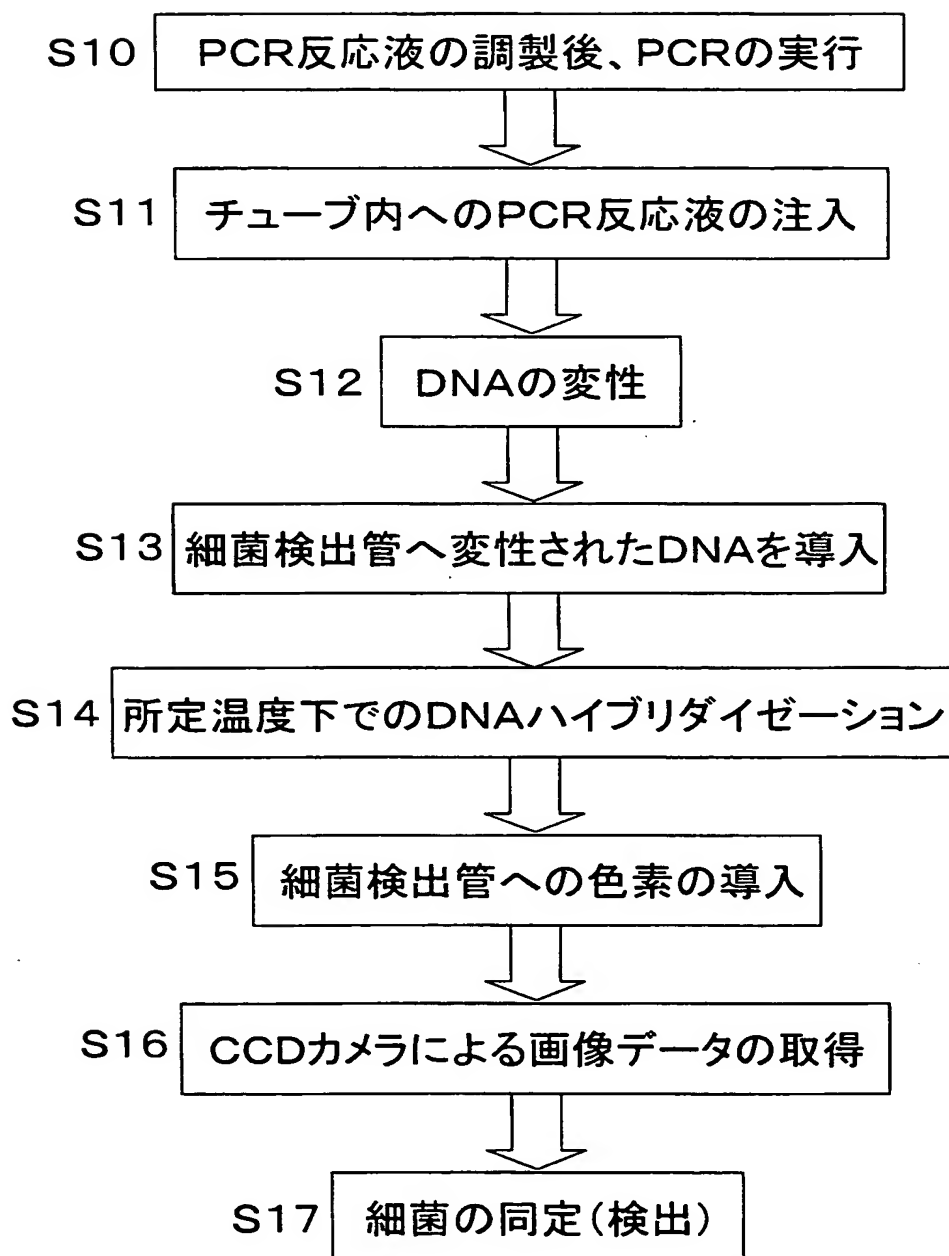 S10 PCR反応液の調製後、PCRの実行
S11 チューブ内へのPCR反応液の注入
S12 DNAの変性
S13 細菌検出管へ変性されたDNAを導入
S14 所定温度下でのDNAハイブリダイゼーション
S15 細菌検出管への色素の導入
S16 CCDカメラによる画像データの取得
S17 細菌の同定(検出)